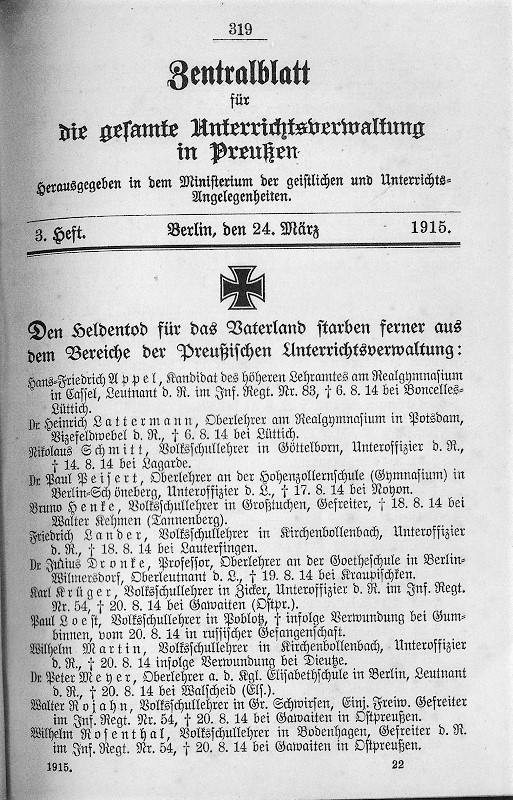 319
Zentralblatt
für
die gesamte Unterrichtsverwaltung
in Preußen
Herausgegeben in dem Ministerium der geistlichen und Unterrichts-
Angelegenheiten.
3. Heft. Berlin, den 24. März 1915.
Den Heldentod für das Vaterland starben ferner aus
dem Bereiche der Preußischen Unterrichtsverwaltung:
Hans-Friedrich Appel, Kandidat des höheren Lehramtes am Realgymnasium
in Cassel, Leutnant d. R. im Inf. Regt. Nr. 83, † 6. 8. 14 bei Boncelles-
Lüttich.
Dr Heinrich Lattermann, Oberlehrer am Realgymnasium in Potsdam,
Vizefeldwebel d. R., † 6. 8. 14 bei Lüttich.
Nikolaus Schmitt, Volksschullehrer in Göttelborn, Unteroffizier d. R.,
† 14. 8. 14 bei Lagarde.
Dr Paul Peisert, Oberlehrer an der Hohenzollernschule (Gymnasium) in
Berlin-Schöneberg, Unteroffizier d. L., † 17. 8. 14 bei Noyon.
Bruno Henke, Volksschullehrer in Großtuchen, Gefreiter, † 18. 8. 14 bei
Walter Kehmen (Tannenberg).
Friedrich Lander, Volksschullehrer in Kirchenbollenbach, Unteroffizier
d. R., † 18. 8. 14 bei Lauterfingen.
Dr Julius Dronke, Professor, Oberlehrer an der Goetheschule in Berlin-
Wilmersdorf, Oberleutnant d. L., † 19. 8. 14 bei Kraupischken.
Karl Krüger, Volksschullehrer in Zicker, Unteroffizier d. R. im Inf. Regt.
Nr. 54, † 20. 8. 14 bei Gawaiten (Ostpr.).
Paul Loest, Volksschullehrer in Poblotz, † infolge Verwundung bei Gum-
binnen, vom 20. 8. 14 in russischer Gefangenschaft.
Wilhelm Martin, Volksschullehrer in Kirchenbollenbach, Unteroffizier
d. R., † 20. 8. 14 infolge Verwundung bei Dieutze.
Dr Peter Meyer, Oberlehrer a. d. Kgl. Elisabethschule in Berlin, Leutnant
d. R., † 20. 8. 14 bei Walscheid (Els.).
Walter Rojahn, Volksschullehrer in Gr. Schwirsen, Einj. Freiw. Gefreiter
im Inf. Regt. Nr. 54, † 20. 8. 14 bei Gawaiten in Ostpreußen.
Wilhelm Rosenthal, Volksschullehrer in Bodenhagen, Gefreiter d. R.
im Inf. Regt. Nr. 54, † 20. 8. 14 bei Gawaiten in Ostpreußen.
1915. 22